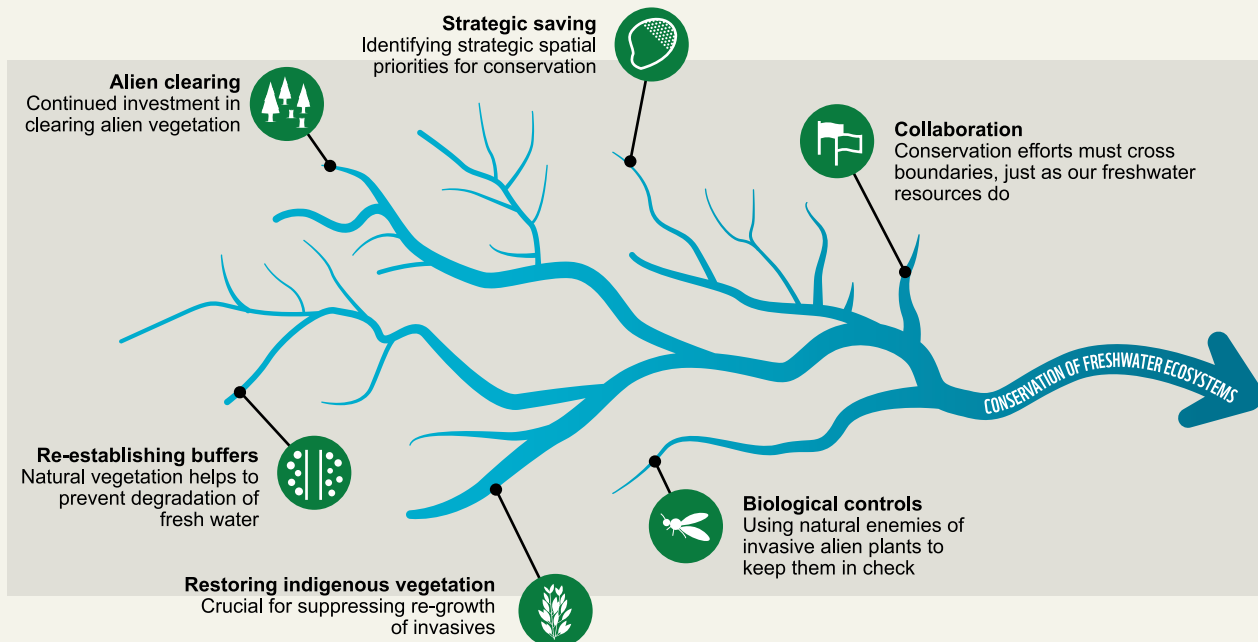 Strategic saving
Identifying strategic spatial
priorities for conservation
Alien clearing
Continued investment in
clearing alien vegetation
Collaboration
Conservation efforts must cross
boundaries, just as our freshwater
resources do
CONSERVATION OF FRESHWATER ECOSYSTEMS
Re-establishing buffers
Natural vegetation helps to
prevent degradation of
fresh water
Biological controls
Using natural enemies of
invasive alien plants to
keep them in check
Restoring indigenous vegetation
Crucial for suppressing re-growth
of invasives